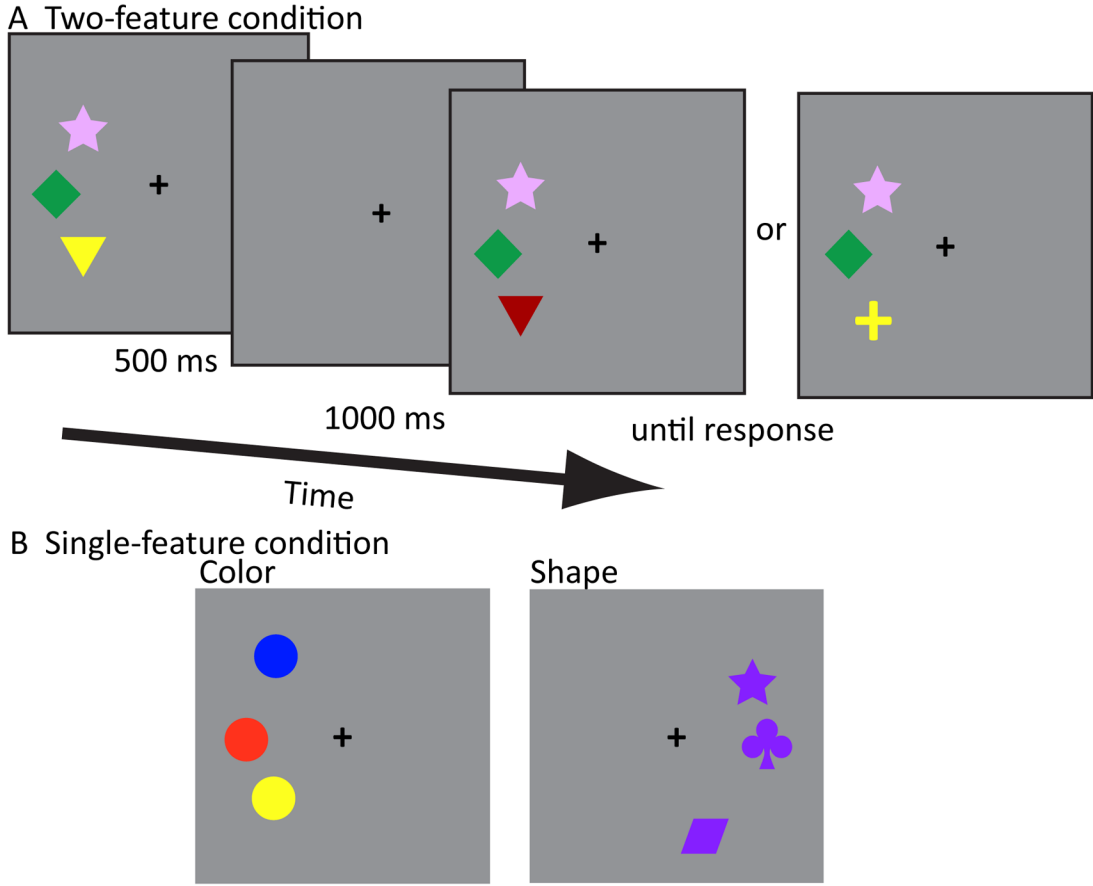 A Two-feature condition
or
500 ms
1000 ms
until response
Time
B Single-feature condition
Color
Shape